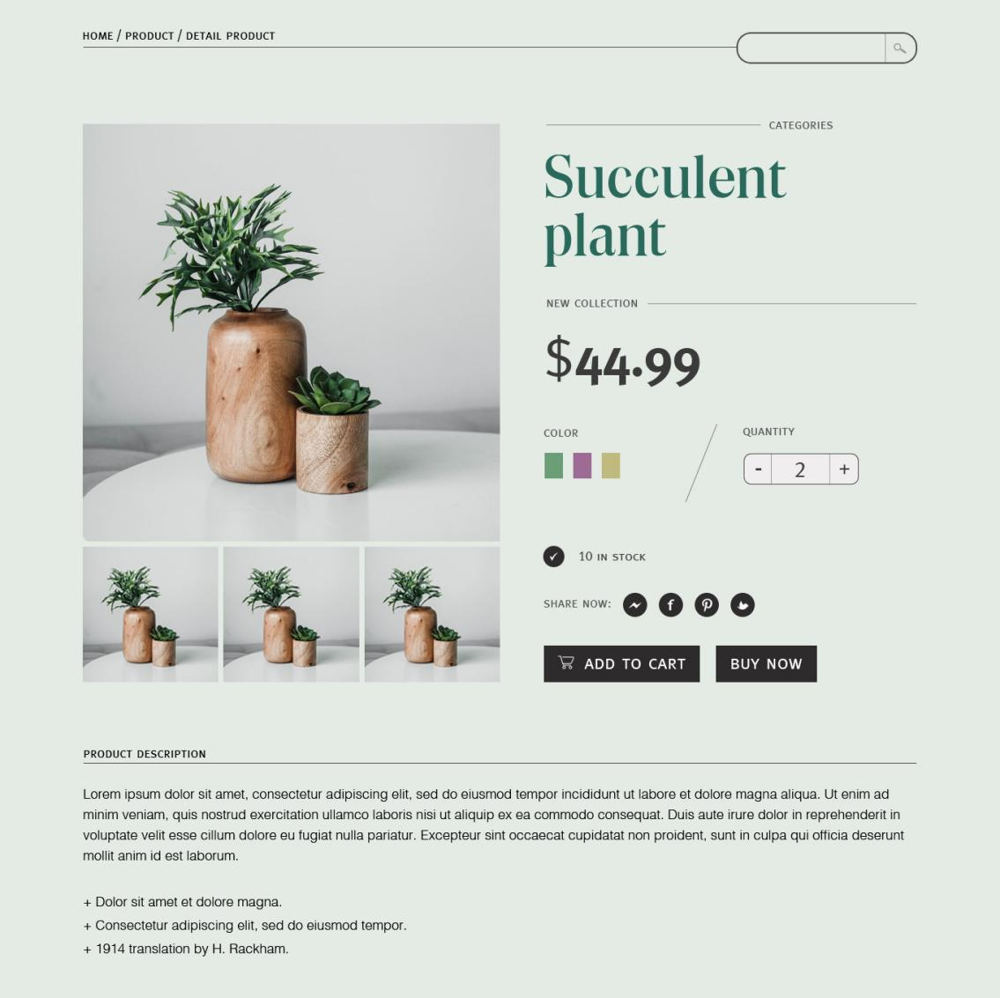 HOME / PRODUCT / DETAIL PRODUCT
CATEGORIES
Succulent
plant
NEW COLLECTION
$44.99
COLOR
QUANTITY
- 2 +
10 IN STOCK
SHARE NOW:
ADD TO CART
BUY NOW
PRODUCT DESCRIPTION
Lorem ipsum dolor sit amet, consectetur adipiscing elit, sed do eiusmod tempor incididunt ut labore et dolore magna aliqua. Ut enim ad
minim veniam, quis nostrud exercitation ullamco laboris nisi ut aliquip ex ea commodo consequat. Duis aute irure dolor in reprehenderit in
voluptate velit esse cillum dolore eu fugiat nulla pariatur. Excepteur sint occaecat cupidatat non proident, sunt in culpa qui officia deserunt
mollit anim id est laborum.
+ Dolor sit amet et dolore magna.
+ Consectetur adipiscing elit, sed do eiusmod tempor.
+ 1914 translation by H. Rackham.